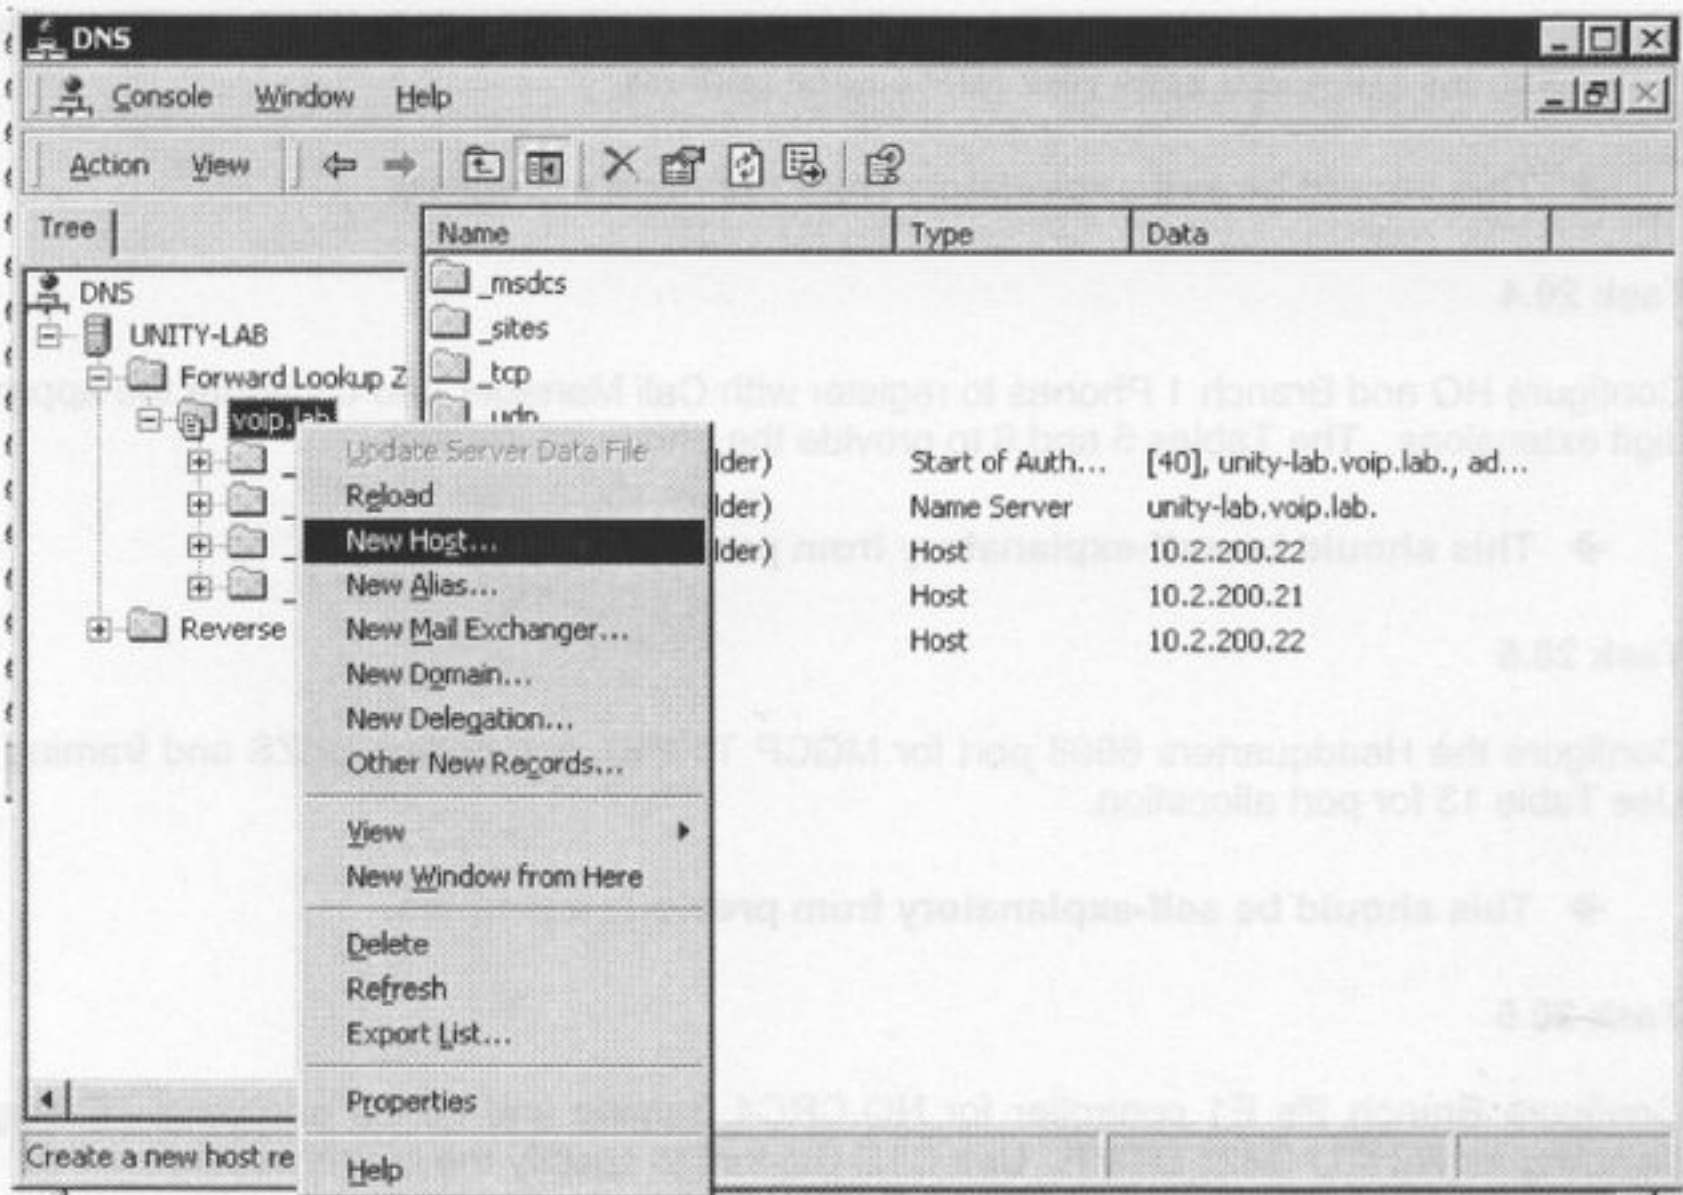 DNS
Console Window Help
Action View
Tree
Name Type Data
DNS
UNITY-LAB
Forward Lookup Z
voip.lab
Reverse
_msdcs
_sites
_tcp
_udp
lder) Start of Auth... [40], unity-lab.voip.lab., ad...
lder) Name Server unity-lab.voip.lab.
lder) Host 10.2.200.22
Host 10.2.200.21
Host 10.2.200.22
Update Server Data File
Reload
New Host...
New Alias...
New Mail Exchanger...
New Domain...
New Delegation...
Other New Records...
View
New Window from Here
Delete
Refresh
Export List...
Properties
Help
Create a new host re